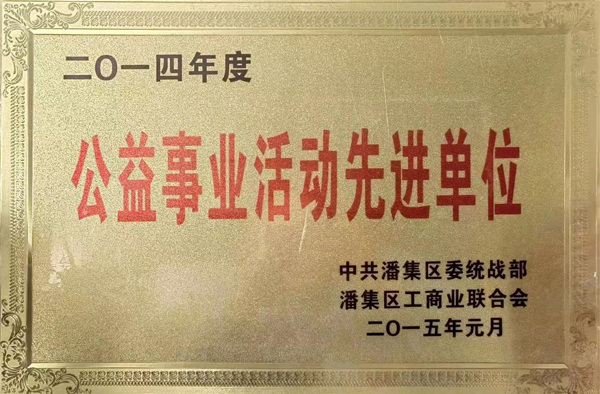 二〇一四年度
公益事业活动先进单位
中共潘集区委统战部
潘集区工商业联合会
二〇一五年元月